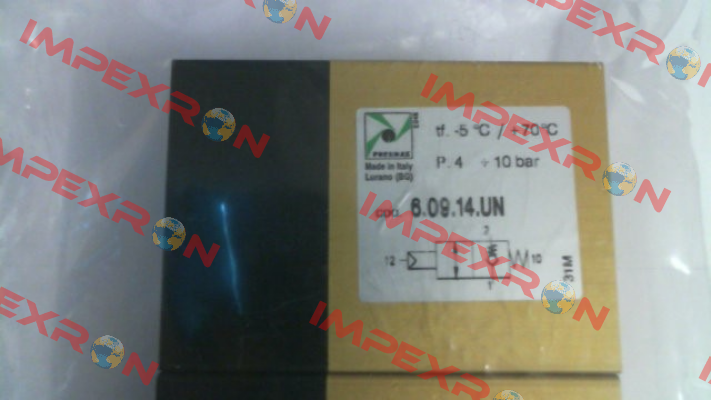 IMPEXRON
IMPEXRON
IMPEXRON
IMPEXRON
IMPEXRON
IMPEXRON
IMPEXRON
PNEUMAX
Made in Italy
Lurano (BG)
tf. -5 °C / +70°C
P. 4 ÷ 10 bar
COD. 6.09.14.UN
2
12
10
1
31M